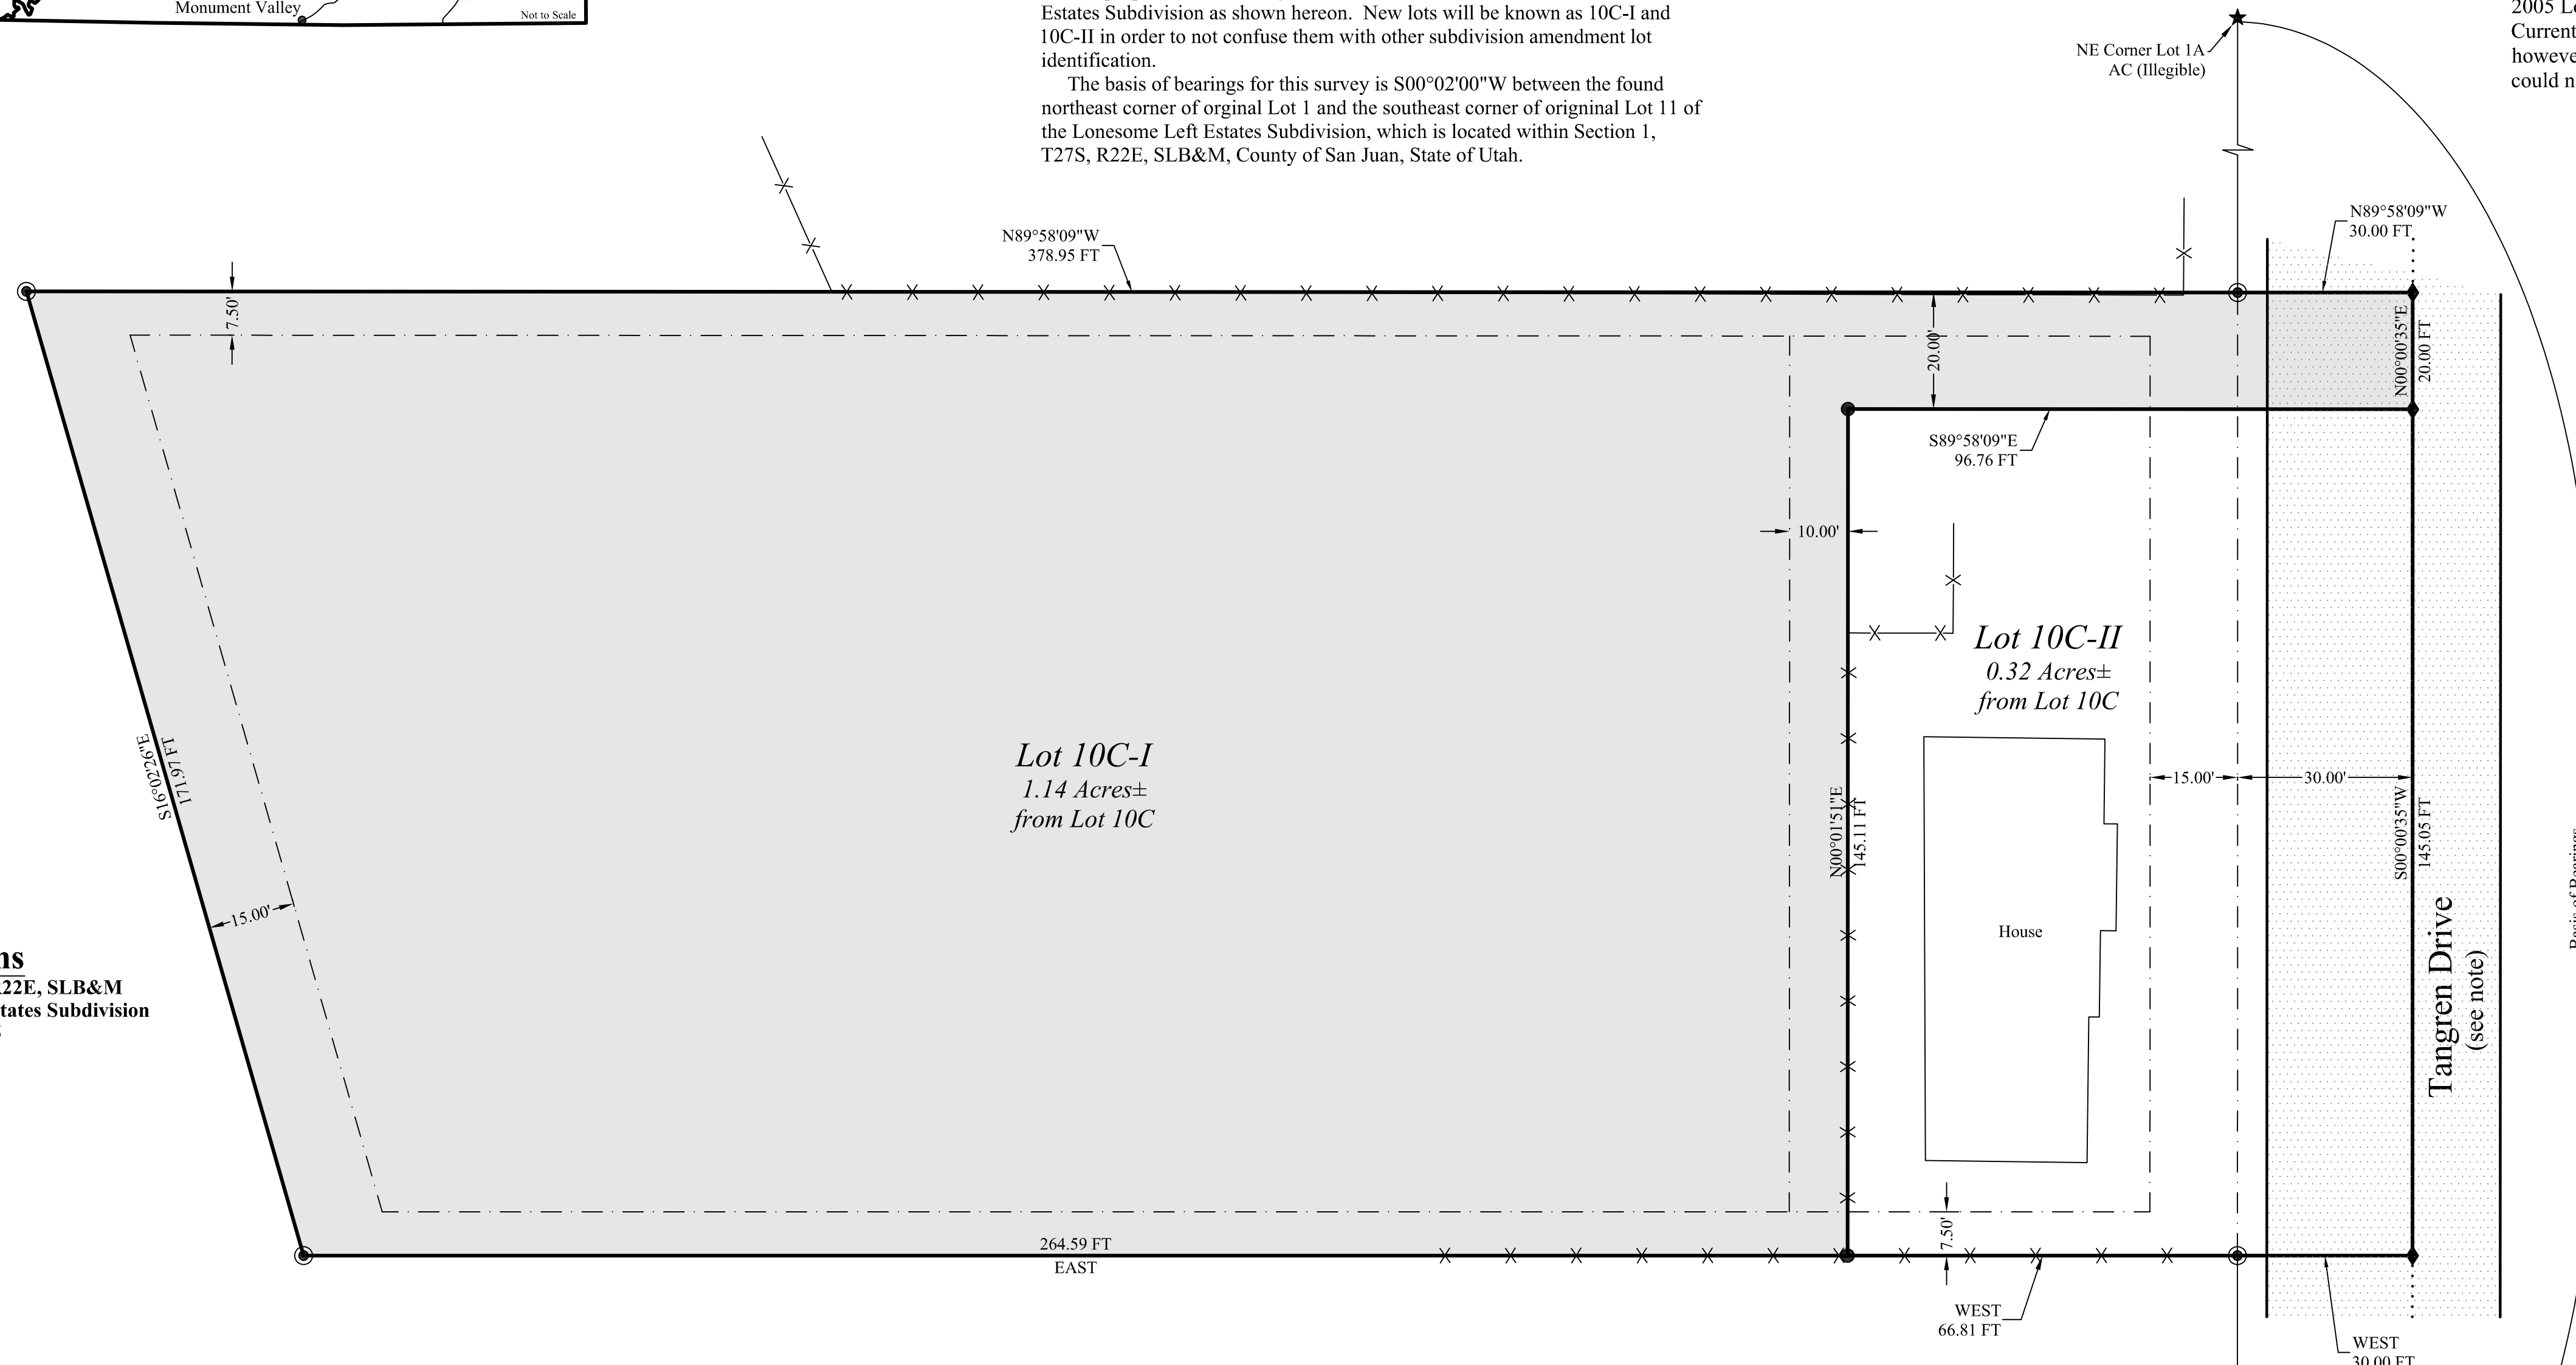 Monument Valley
Not to Scale
Estates Subdivision as shown hereon. New lots will be known as 10C-I and
10C-II in order to not confuse them with other subdivision amendment lot
identification.
The basis of bearings for this survey is S00°02'00"W between the found
northeast corner of orginal Lot 1 and the southeast corner of origninal Lot 11 of
the Lonesome Left Estates Subdivision, which is located within Section 1,
T27S, R22E, SLB&M, County of San Juan, State of Utah.
NE Corner Lot 1A
AC (Illegible)
2005 L
Current
howeve
could n
N89°58'09"W
378.95 FT
N89°58'09"W
30.00 FT
7.50'
20.00'
N00°00'35"E
20.00 FT
S89°58'09"E
96.76 FT
10.00'
Lot 10C-II
0.32 Acres±
from Lot 10C
Lot 10C-I
1.14 Acres±
from Lot 10C
S16°02'26"E
171.97 FT
15.00'
N00°01'51"E
145.11 FT
15.00'
30.00'
S00°00'35"W
145.05 FT
House
Tangren Drive
(see note)
Basis of Bearings
ns
22E, SLB&M
tates Subdivision
264.59 FT
EAST
7.50'
WEST
66.81 FT
WEST
30.00 FT